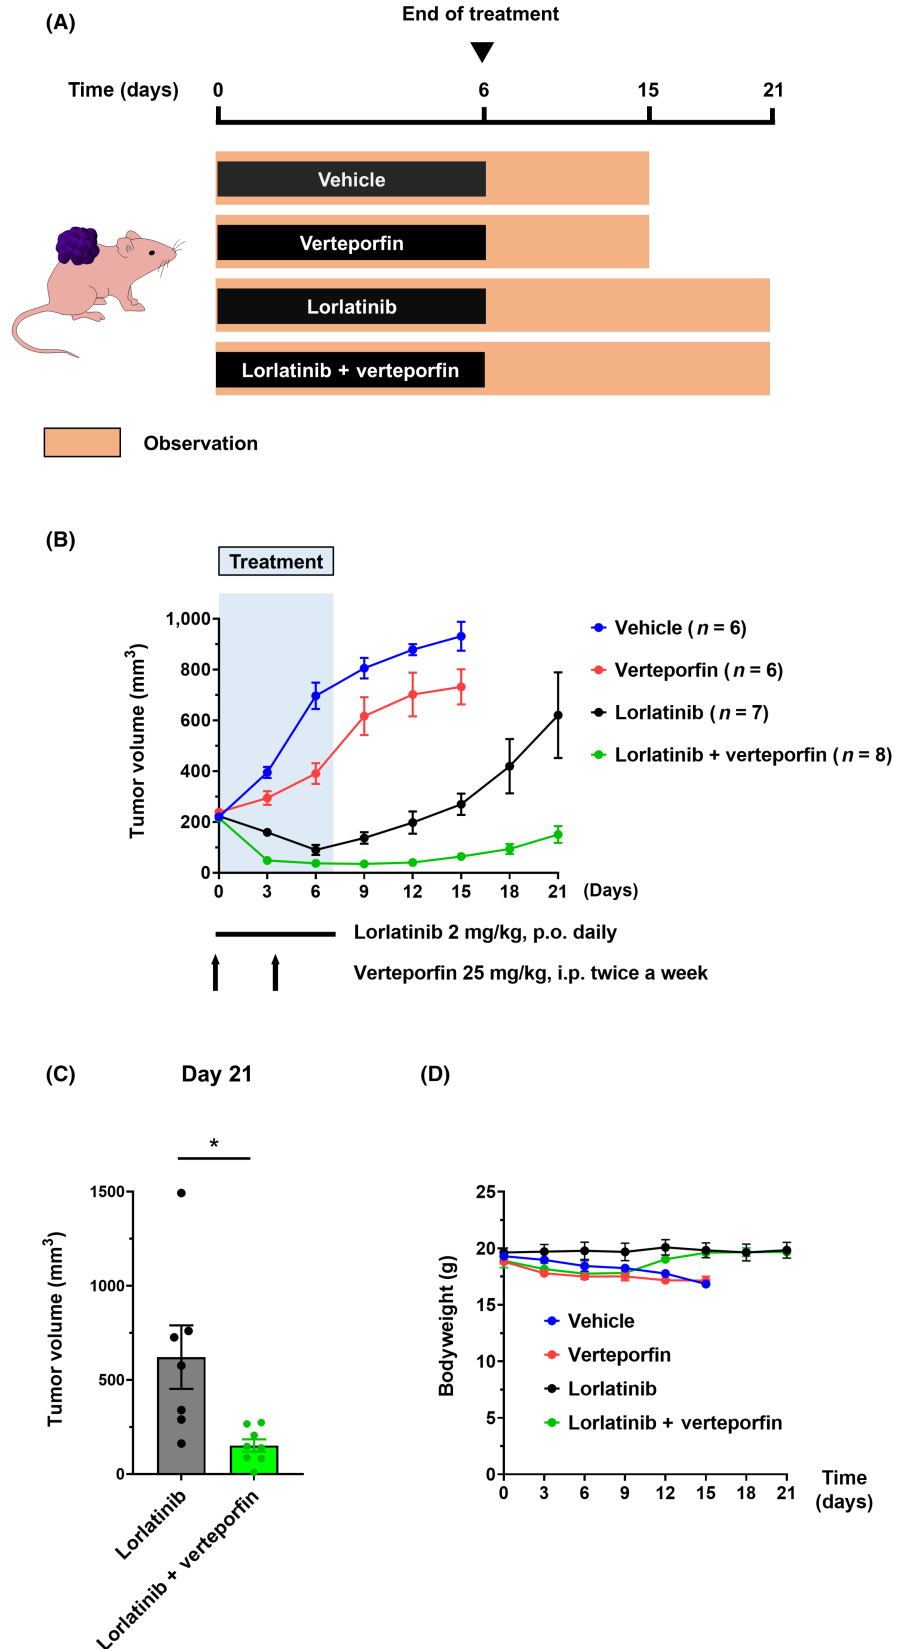 (A)
End of treatment
Time (days) 0 6 15 21
Vehicle
Verteporfin
Lorlatinib
Lorlatinib + verteporfin
Observation
(B)
Treatment
Tumor volume (mm3)
1,000
800
600
400
200
0
0 3 6 9 12 15 18 21 (Days)
Vehicle (n = 6)
Verteporfin (n = 6)
Lorlatinib (n = 7)
Lorlatinib + verteporfin (n = 8)
Lorlatinib 2 mg/kg, p.o. daily
Verteporfin 25 mg/kg, i.p. twice a week
(C) Day 21
*
Tumor volume (mm3)
1500
1000
500
0
Lorlatinib
Lorlatinib + verteporfin
(D)
Bodyweight (g)
25
20
15
10
5
0
Vehicle
Verteporfin
Lorlatinib
Lorlatinib + verteporfin
0 3 6 9 12 15 18 21
Time
(days)